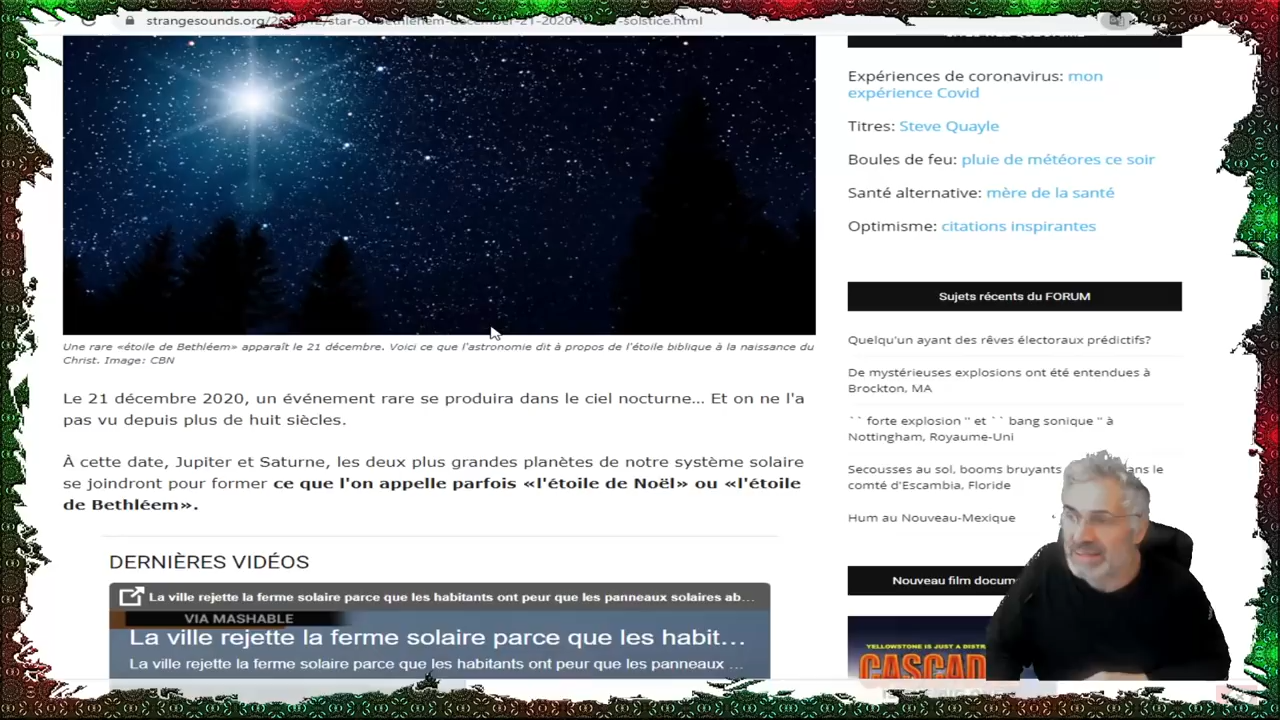 strangesounds.org/
solstice.html
Expériences de coronavirus: mon
expérience Covid
Titres: Steve Quayle
Boules de feu: pluie de météores ce soir
Santé alternative: mère de la santé
Optimisme: citations inspirantes
Sujets récents du FORUM
Quelqu'un ayant des rêves électoraux prédictifs?
De mystérieuses explosions ont été entendues à
Brockton, MA
`` forte explosion '' et `` bang sonique '' à
Nottingham, Royaume-Uni
Secousses au sol, booms bruyants
dans le
comté d'Escambia, Floride
Hum au Nouveau-Mexique
Nouveau film
YELLOWSTONE IS JUST A
CASCAD
Une rare «étoile de Bethléem» apparaît le 21 décembre. Voici ce que l'astronomie dit à propos de l'étoile biblique à la naissance du
Christ. Image: CBN
Le 21 décembre 2020, un événement rare se produira dans le ciel nocturne... Et on ne l'a
pas vu depuis plus de huit siècles.
À cette date, Jupiter et Saturne, les deux plus grandes planètes de notre système solaire
se joindront pour former ce que l'on appelle parfois «l'étoile de Noël» ou «l'étoile
de Bethléem».
DERNIÈRES VIDÉOS
La ville rejette la ferme solaire parce que les habitants ont peur que les panneaux solaires ab...
VIA MASHABLE
La ville rejette la ferme solaire parce que les habit...
La ville rejette la ferme solaire parce que les habitants ont peur que les panneaux ...